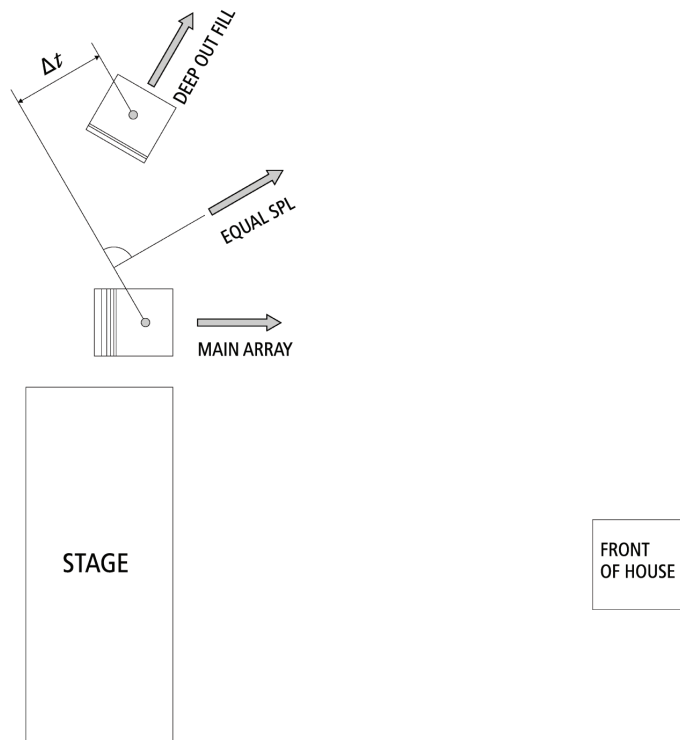 Δt
DEEP OUT FILL
EQUAL SPL
MAIN ARRAY
STAGE
FRONT
OF HOUSE